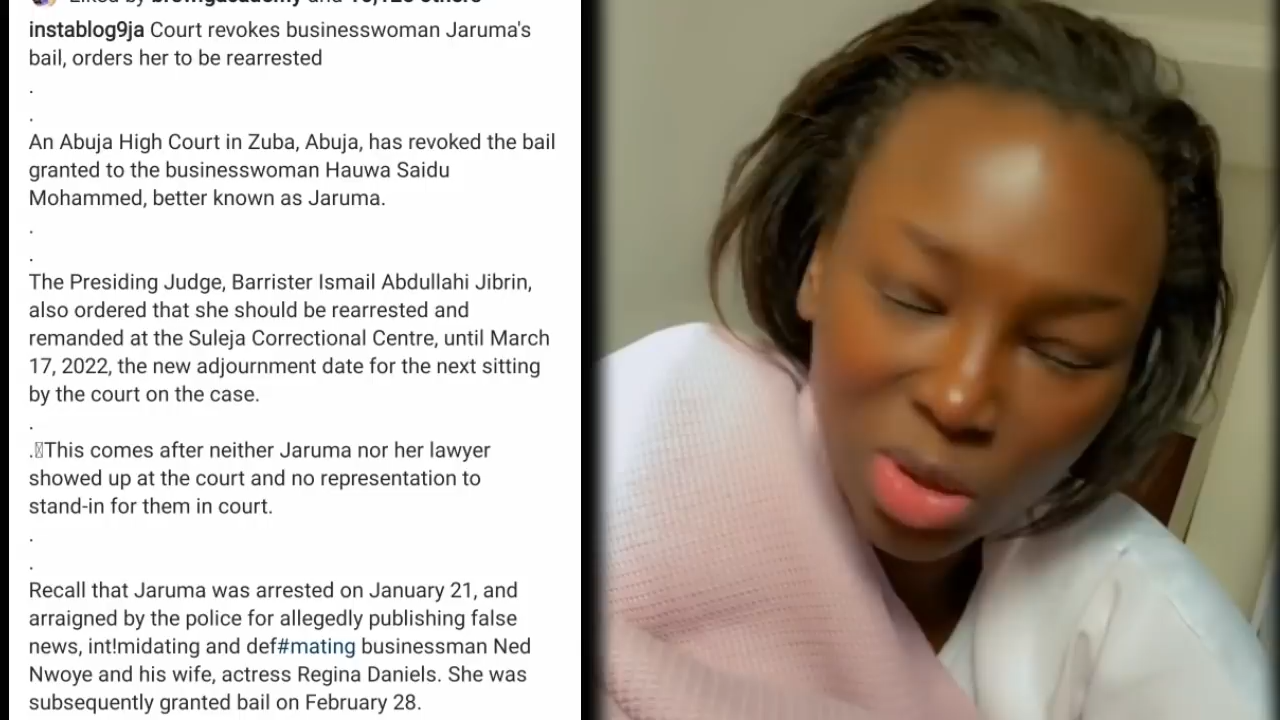 Liked by br and others
instablog9ja Court revokes businesswoman Jaruma's
bail, orders her to be rearrested
.
.
An Abuja High Court in Zuba, Abuja, has revoked the bail
granted to the businesswoman Hauwa Saidu
Mohammed, better known as Jaruma.
.
.
The Presiding Judge, Barrister Ismail Abdullahi Jibrin,
also ordered that she should be rearrested and
remanded at the Suleja Correctional Centre, until March
17, 2022, the new adjournment date for the next sitting
by the court on the case.
.
.This comes after neither Jaruma nor her lawyer
showed up at the court and no representation to
stand-in for them in court.
.
.
Recall that Jaruma was arrested on January 21, and
arraigned by the police for allegedly publishing false
news, int!midating and def#mating businessman Ned
Nwoye and his wife, actress Regina Daniels. She was
subsequently granted bail on February 28.